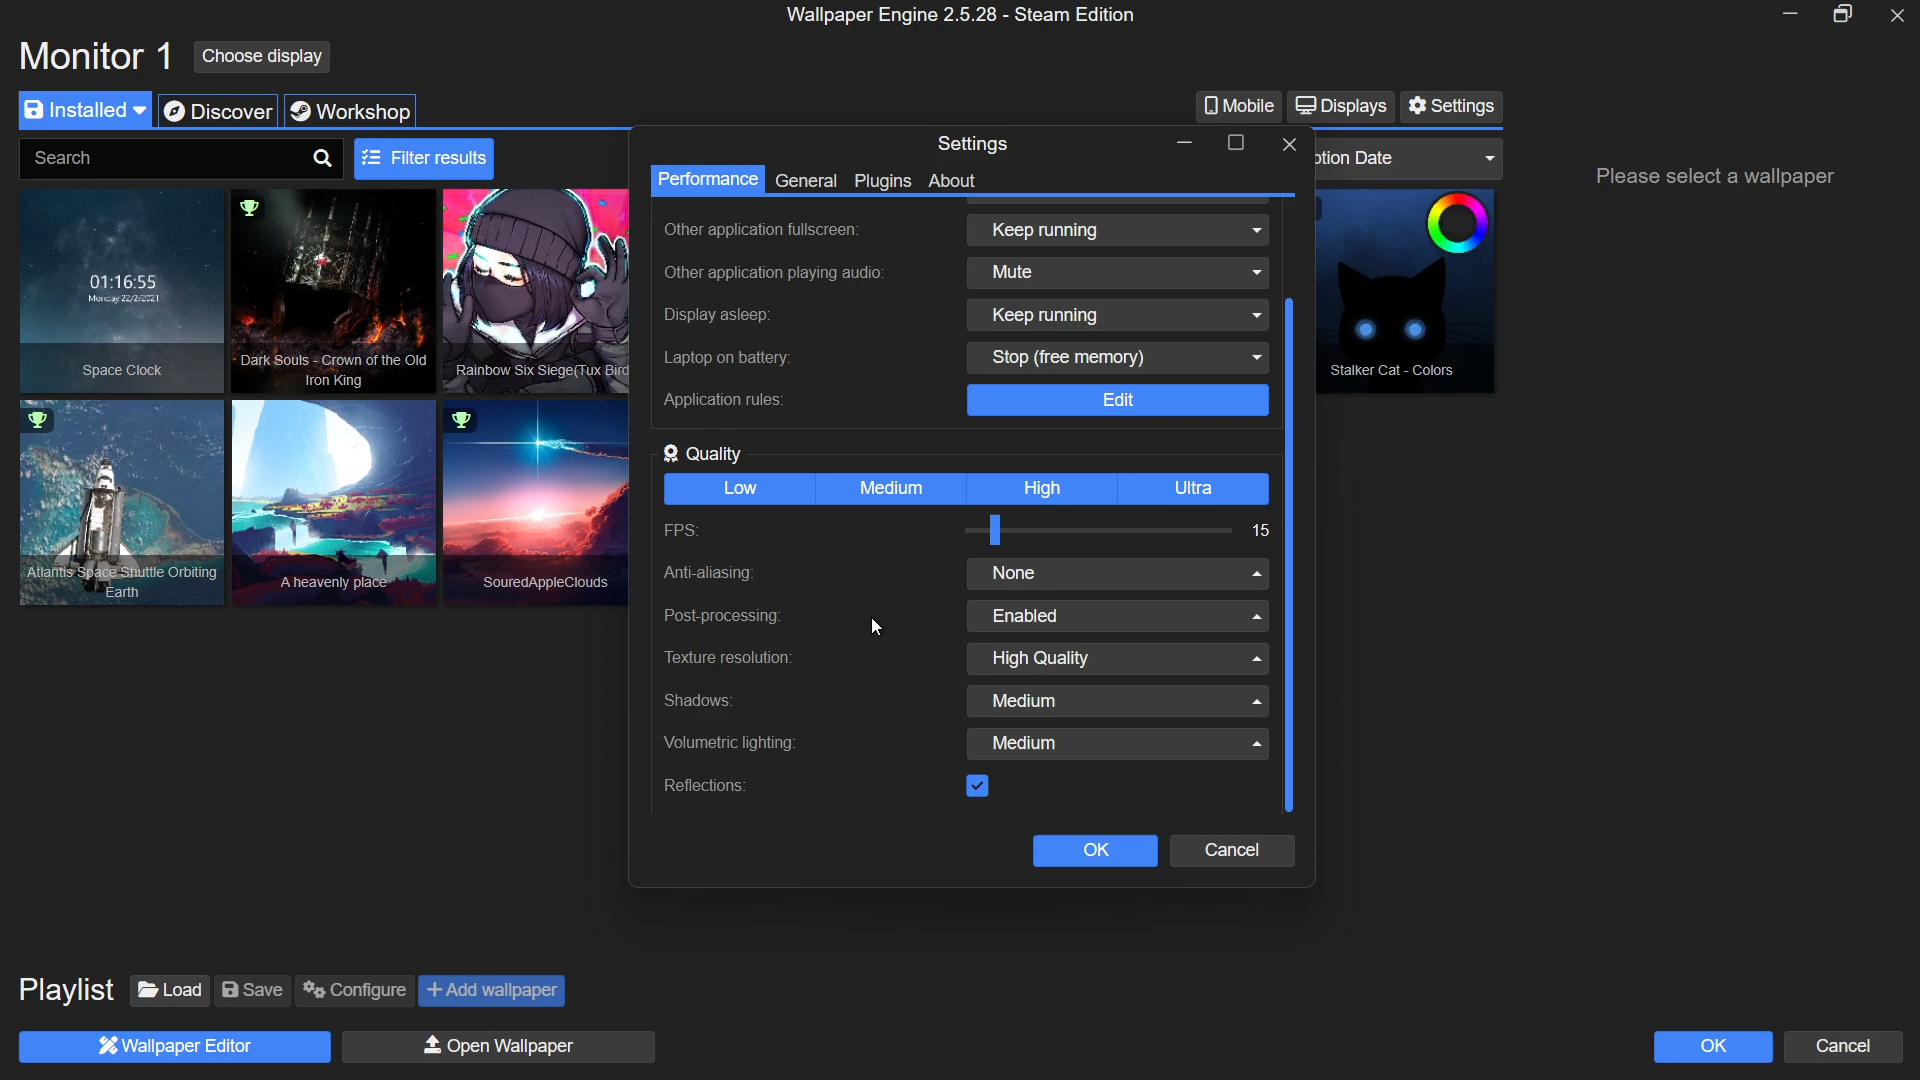 Wallpaper Engine 2.5.28 - Steam Edition
Monitor 1
Choose display
Installed
Discover
Workshop
Mobile
Displays
Settings
Search
Filter results
ption Date
Please select a wallpaper
01:16:55
Monday 22/2/2021
Space Clock
Dark Souls - Crown of the Old
Iron King
Rainbow Six Siege(Tux Bird
Stalker Cat - Colors
Atlantis Space Shuttle Orbiting
Earth
A heavenly place
SouredAppleClouds
Settings
Performance
General
Plugins
About
Other application fullscreen:
Keep running
Other application playing audio:
Mute
Display asleep:
Keep running
Laptop on battery:
Stop (free memory)
Application rules:
Edit
Quality
Low
Medium
High
Ultra
FPS:
15
Anti-aliasing:
None
Post-processing:
Enabled
Texture resolution:
High Quality
Shadows:
Medium
Volumetric lighting:
Medium
Reflections:
OK
Cancel
Playlist
Load
Save
Configure
Add wallpaper
Wallpaper Editor
Open Wallpaper
OK
Cancel